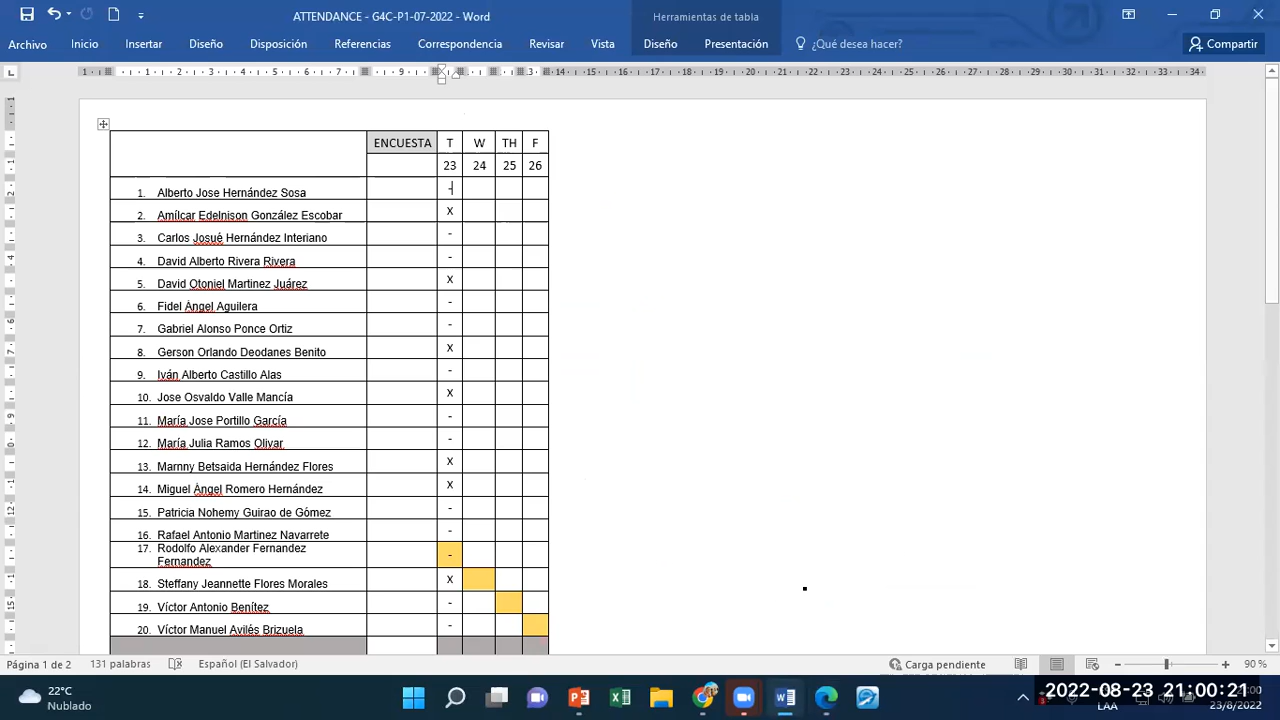 ATTENDANCE - G4C-P1-07-2022 - Word
Herramientas de tabla
Archivo Inicio Insertar Diseño Disposición Referencias Correspondencia Revisar Vista Diseño Presentación ¿Qué desea hacer? Compartir
ENCUESTA T W TH F
23 24 25 26
1. Alberto Jose Hernández Sosa -
2. Amílcar Edelnison González Escobar x
3. Carlos Josué Hernández Interiano -
4. David Alberto Rivera Rivera -
5. David Otoniel Martinez Juárez x
6. Fidel Ángel Aguilera -
7. Gabriel Alonso Ponce Ortiz -
8. Gerson Orlando Deodanes Benito x
9. Iván Alberto Castillo Alas -
10. Jose Osvaldo Valle Mancía x
11. María Jose Portillo García -
12. María Julia Ramos Olivar -
13. Marnny Betsaida Hernández Flores x
14. Miguel Ángel Romero Hernández x
15. Patricia Nohemy Guirao de Gómez -
16. Rafael Antonio Martinez Navarrete -
17. Rodolfo Alexander Fernandez
Fernandez -
18. Steffany Jeannette Flores Morales x
19. Víctor Antonio Benítez -
20. Víctor Manuel Avilés Brizuela -
Página 1 de 2 131 palabras Español (El Salvador) Carga pendiente 90 %
22°C
Nublado
2022-08-23 21:00:21
LAA 23/8/2022